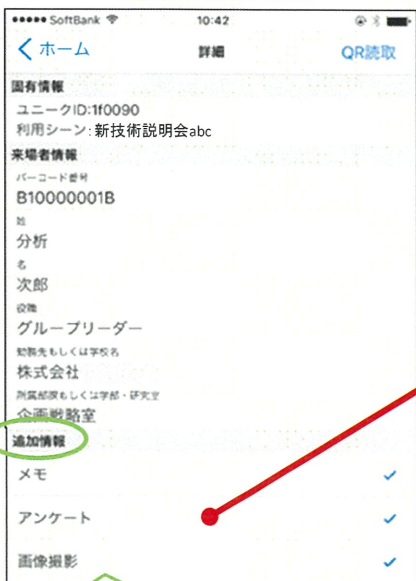 SoftBank 10:42
ホーム 詳細 QR読取
固有情報
ユニークID:1f0090
利用シーン:新技術説明会abc
来場者情報
バーコード番号
B10000001B
姓
分析
名
次郎
役職
グループリーダー
勤務先もしくは学校名
株式会社
所属部課もしくは学部・研究室
企画戦略室
追加情報
メモ
アンケート
画像撮影